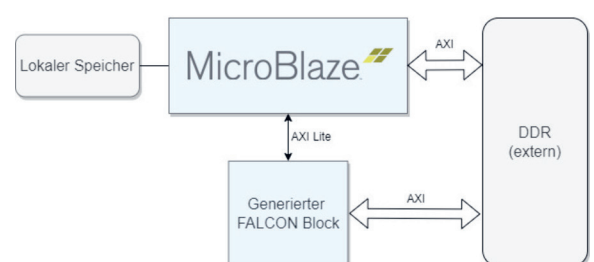 Lokaler Speicher
MicroBlaze
AXI
AXI Lite
DDR
(extern)
Generierter
FALCON Block
AXI